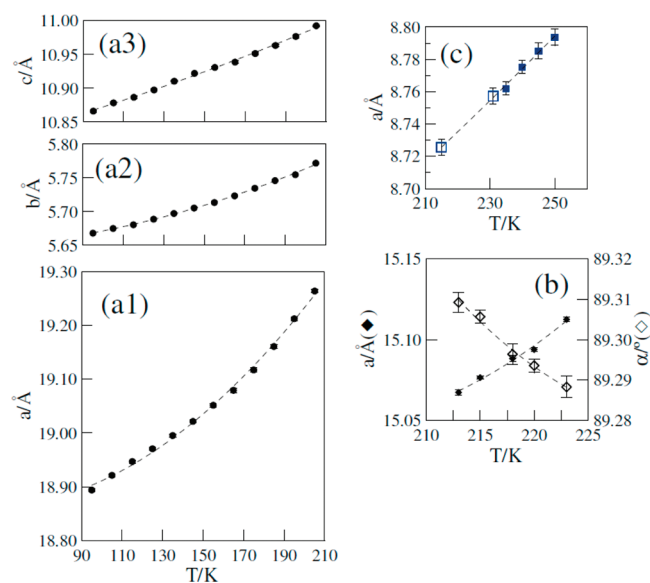 11.00
10.95
10.90
10.85
c/Å
(a3)
5.80
5.75
5.70
5.65
b/Å
(a2)
19.30
19.20
19.10
19.00
18.90
18.80
a/Å
(a1)
90 110 130 150 170 190 210
T/K
8.80
8.78
8.76
8.74
8.72
8.70
a/Å
(c)
210 230 250
T/K
15.15
15.10
15.05
a/Å(◆)
(b)
89.32
89.31
89.30
89.29
89.28
α/°(◇)
210 215 220 225
T/K